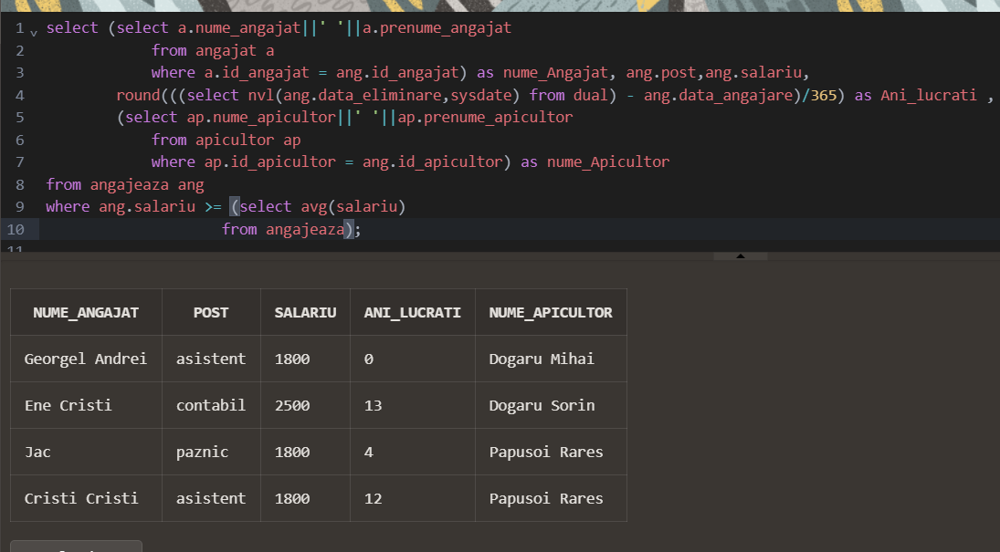 1 select (select a.nume_angajat||' '||a.prenume_angajat
2 from angajat a
3 where a.id_angajat = ang.id_angajat) as nume_Angajat, ang.post,ang.salariu,
4 round(((select nvl(ang.data_eliminare,sysdate) from dual) - ang.data_angajare)/365) as Ani_lucrati ,
5 (select ap.nume_apicultor||' '||ap.prenume_apicultor
6 from apicultor ap
7 where ap.id_apicultor = ang.id_apicultor) as nume_Apicultor
8 from angajeaza ang
9 where ang.salariu >= (select avg(salariu)
10 from angajeaza);
11
NUME_ANGAJAT POST SALARIU ANI_LUCRATI NUME_APICULTOR
Georgel Andrei asistent 1800 0 Dogaru Mihai
Ene Cristi contabil 2500 13 Dogaru Sorin
Jac paznic 1800 4 Papusoi Rares
Cristi Cristi asistent 1800 12 Papusoi Rares